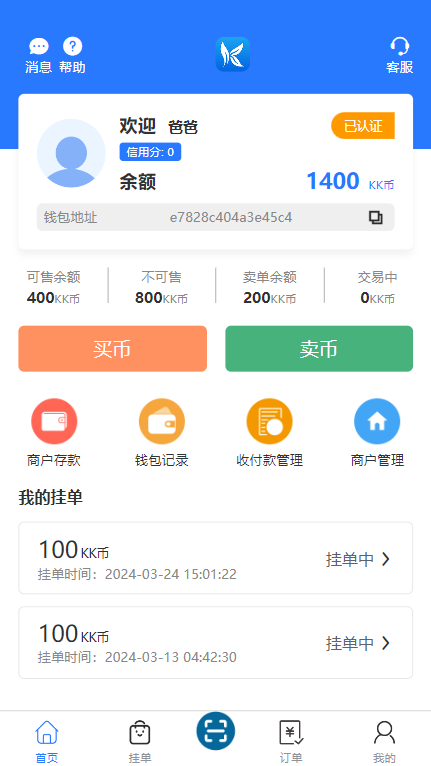 消息 帮助 客服
欢迎 爸爸 已认证
信用分: 0
余额 1400 KK币
钱包地址 e7828c404a3e45c4
可售余额 不可售 卖单余额 交易中
400KK币 800KK币 200KK币 0KK币
买币 卖币
商户存款 钱包记录 收付款管理 商户管理
我的挂单
100 KK币
挂单时间：2024-03-24 15:01:22
挂单中
100 KK币
挂单时间：2024-03-13 04:42:30
挂单中
首页 挂单 订单 我的